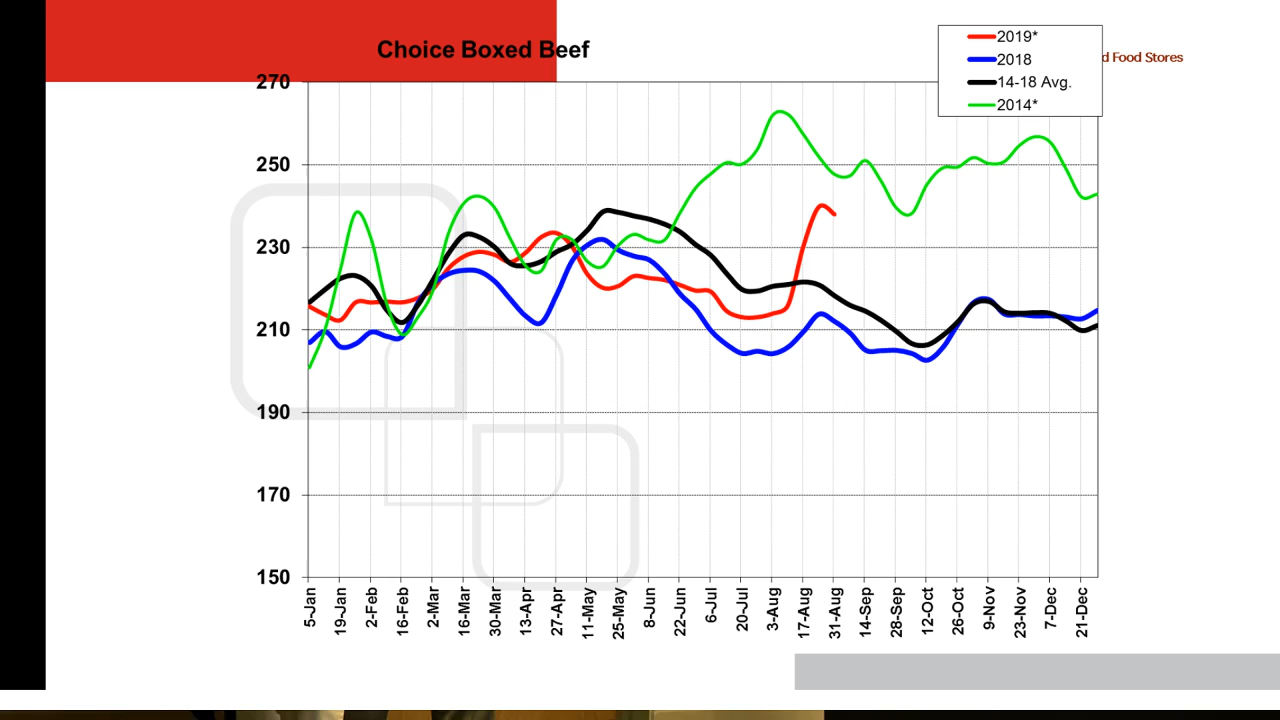 Choice Boxed Beef
2019*
2018
14-18 Avg.
2014*
d Food Stores
270
250
230
210
190
170
150
5-Jan
19-Jan
2-Feb
16-Feb
2-Mar
16-Mar
30-Mar
13-Apr
27-Apr
11-May
25-May
8-Jun
22-Jun
6-Jul
20-Jul
3-Aug
17-Aug
31-Aug
14-Sep
28-Sep
12-Oct
26-Oct
9-Nov
23-Nov
7-Dec
21-Dec